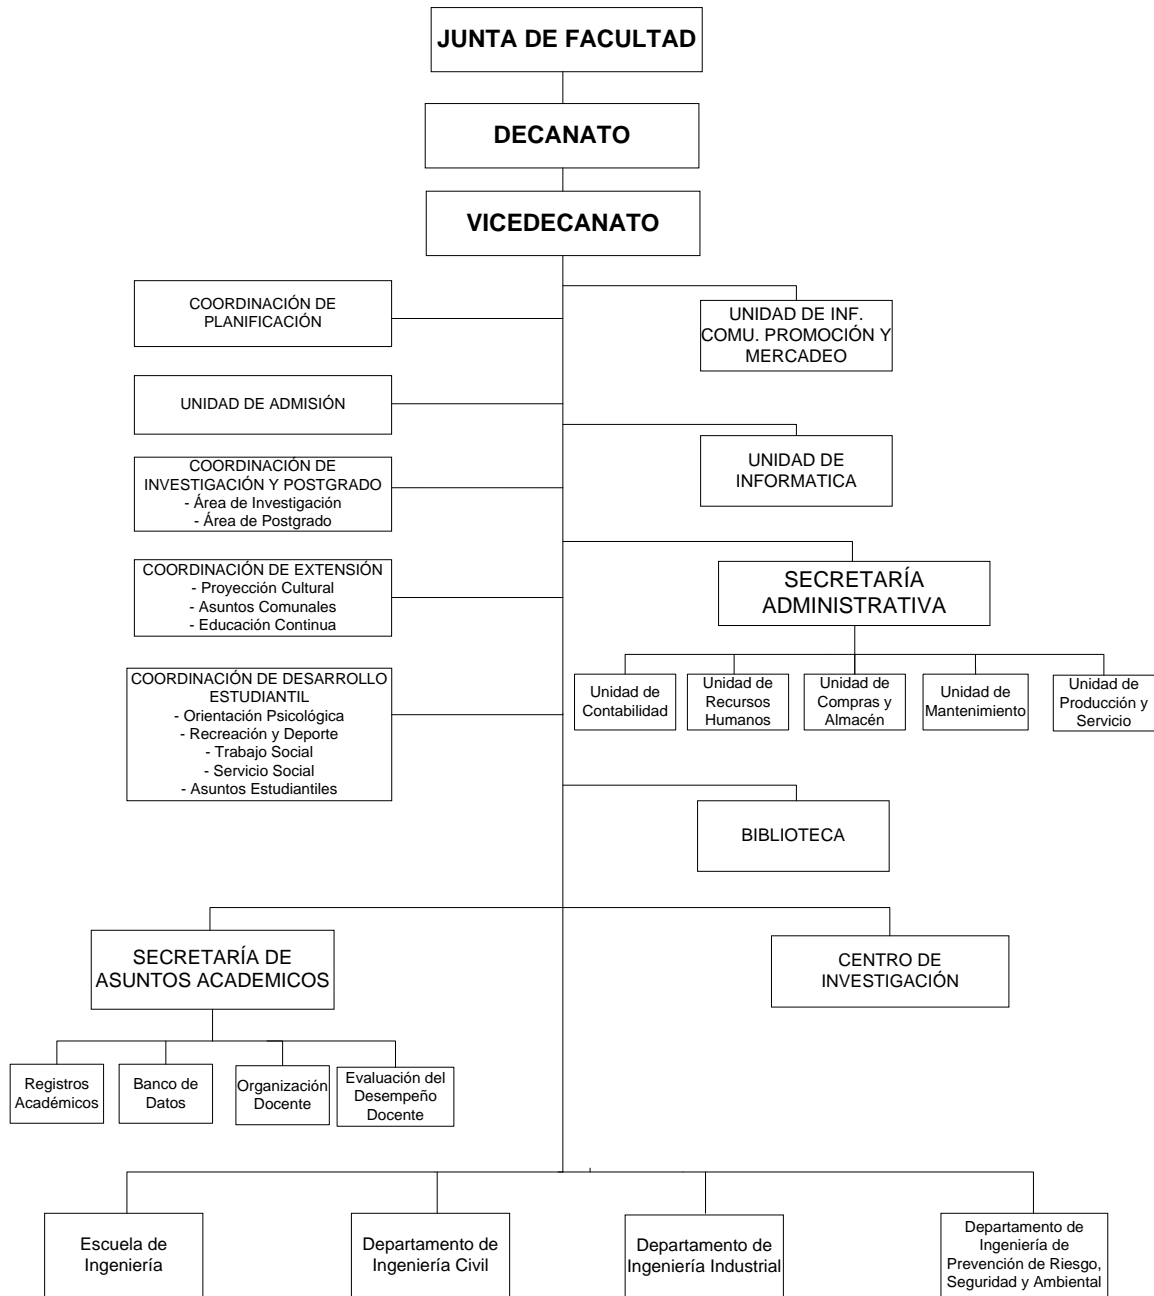 JUNTA DE FACULTAD
DECANATO
VICEDECANATO
COORDINACIÓN DE
PLANIFICACIÓN
UNIDAD DE INF.
COMU. PROMOCIÓN Y
MERCADEO
UNIDAD DE ADMISIÓN
UNIDAD DE
INFORMATICA
COORDINACIÓN DE
INVESTIGACIÓN Y POSTGRADO
- Área de Investigación
- Área de Postgrado
COORDINACIÓN DE EXTENSIÓN
- Proyección Cultural
- Asuntos Comunales
- Educación Continua
SECRETARÍA
ADMINISTRATIVA
Unidad de
Contabilidad
Unidad de
Recursos
Humanos
Unidad de
Compras y
Almacén
Unidad de
Mantenimiento
Unidad de
Producción y
Servicio
COORDINACIÓN DE DESARROLLO
ESTUDIANTIL
- Orientación Psicológica
- Recreación y Deporte
- Trabajo Social
- Servicio Social
- Asuntos Estudiantiles
BIBLIOTECA
SECRETARÍA DE
ASUNTOS ACADEMICOS
CENTRO DE
INVESTIGACIÓN
Registros
Académicos
Banco de
Datos
Organización
Docente
Evaluación del
Desempeño
Docente
Escuela de
Ingeniería
Departamento de
Ingeniería Civil
Departamento de
Ingeniería Industrial
Departamento de
Ingeniería de
Prevención de Riesgo,
Seguridad y Ambiental